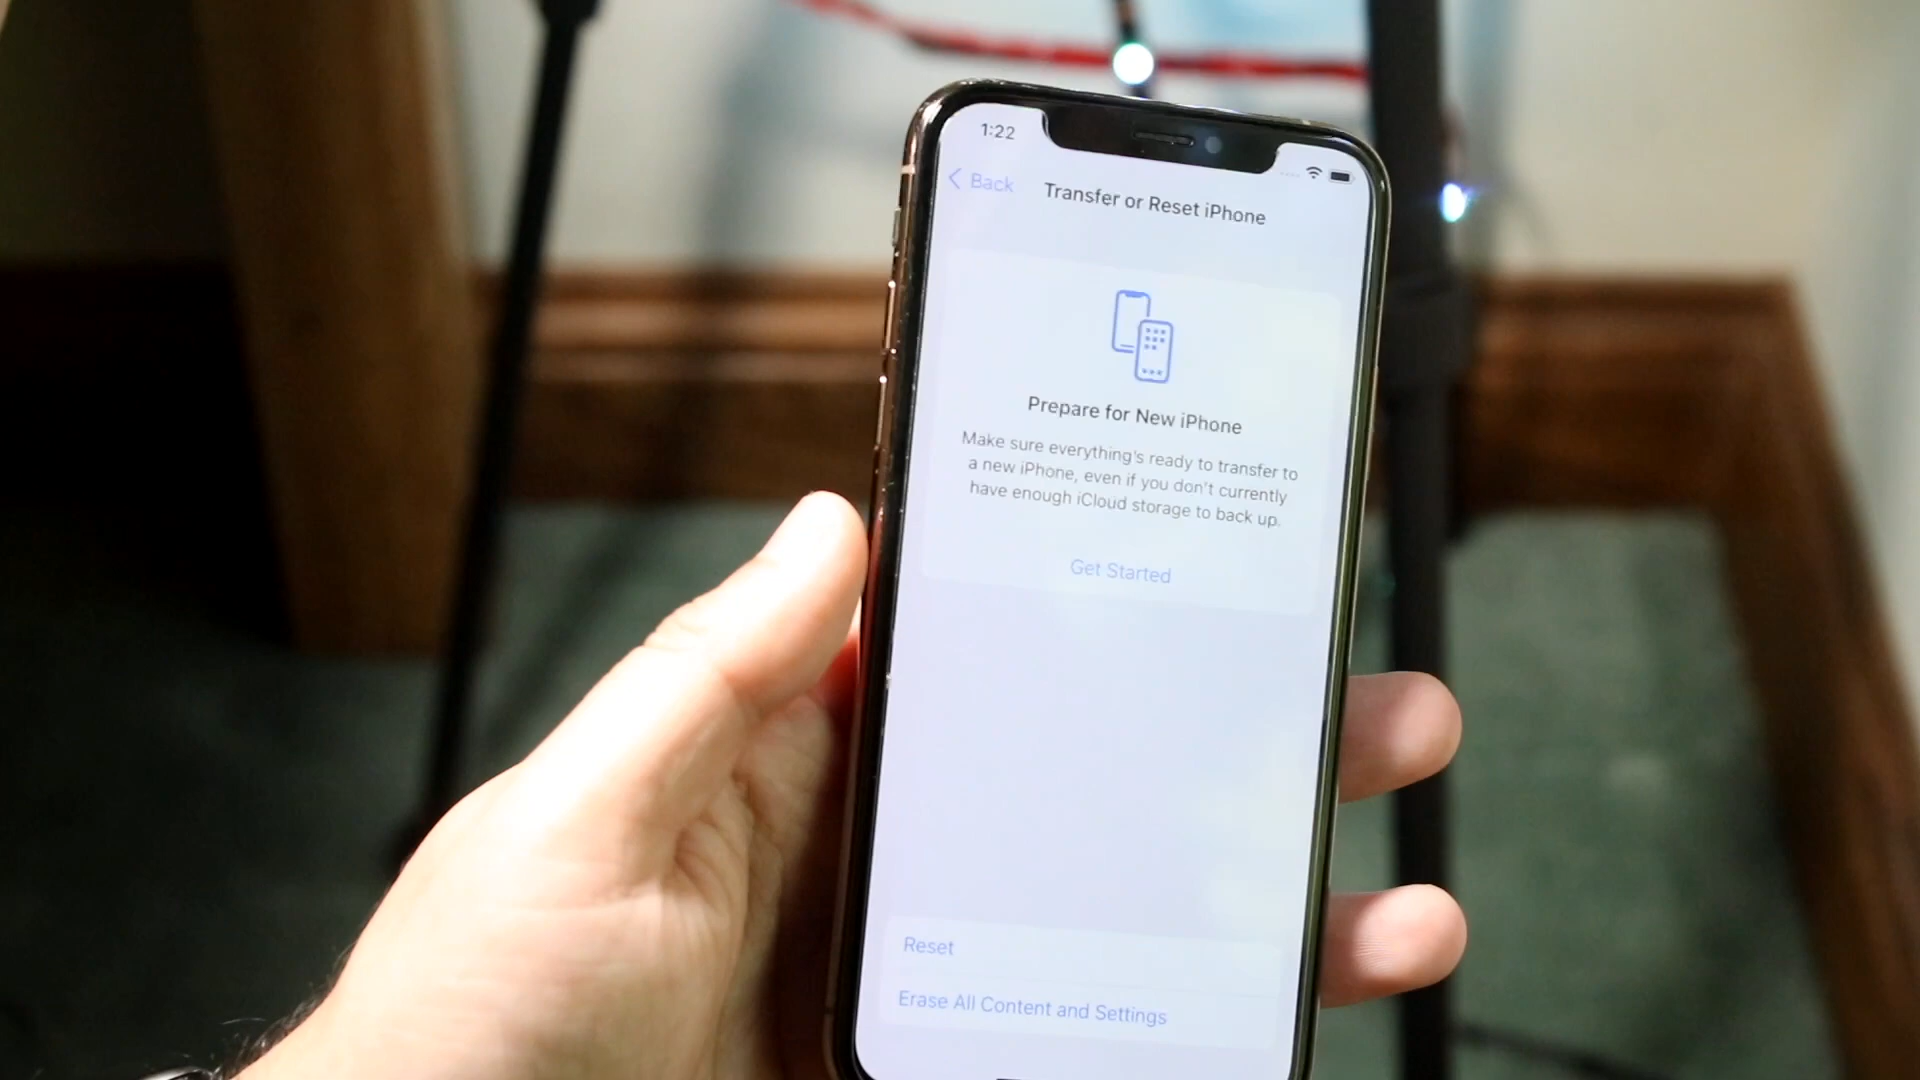 1:22
Back
Transfer or Reset iPhone
Prepare for New iPhone
Make sure everything's ready to transfer to
a new iPhone, even if you don't currently
have enough iCloud storage to back up.
Get Started
Reset
Erase All Content and Settings